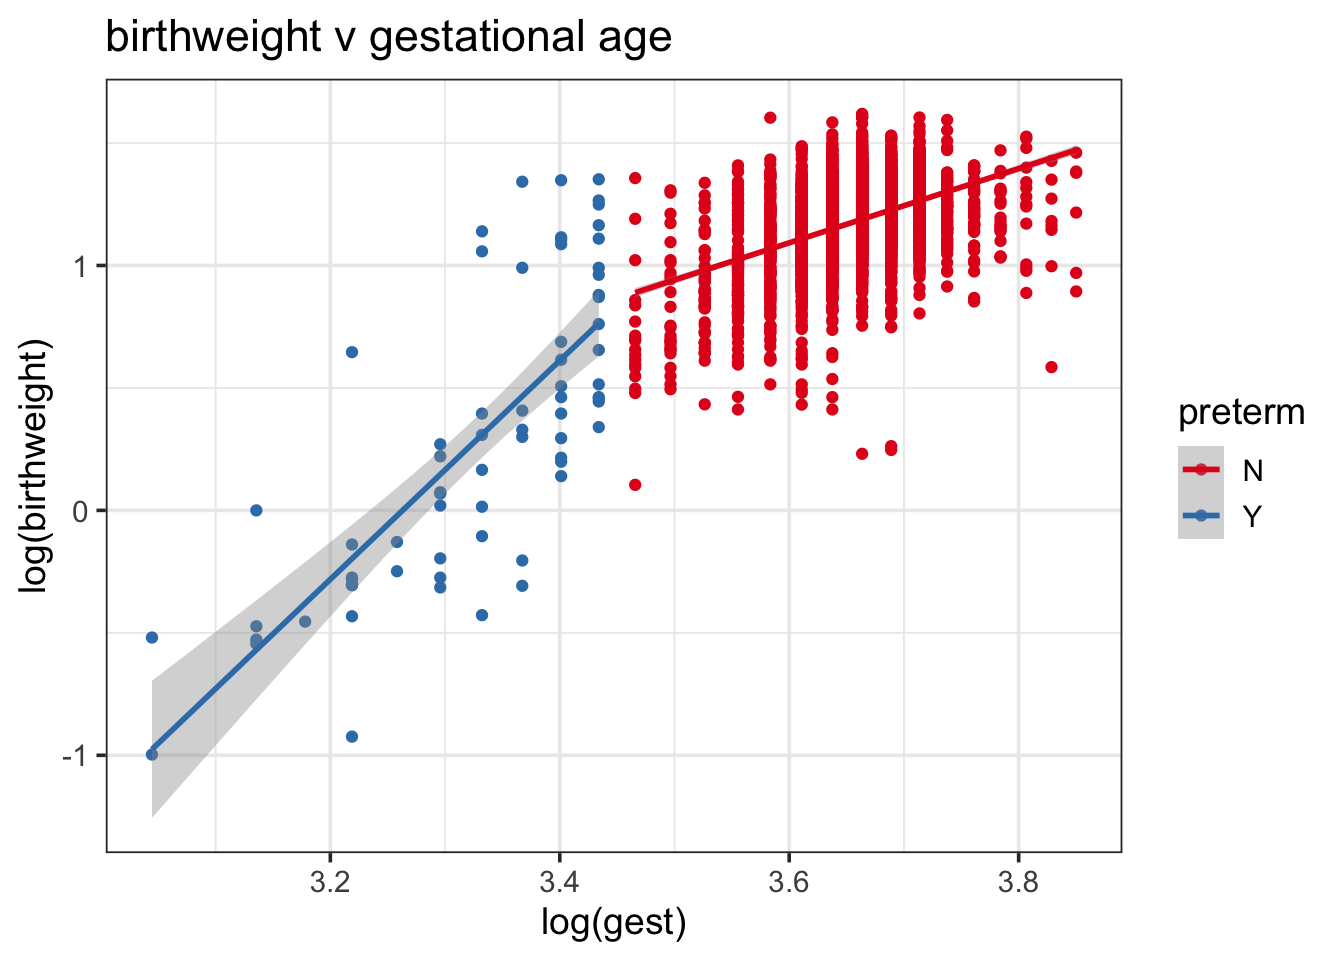 birthweight v gestational age
log(birthweight)
1
0
-1
3.2 3.4 3.6 3.8
log(gest)
preterm
N
Y